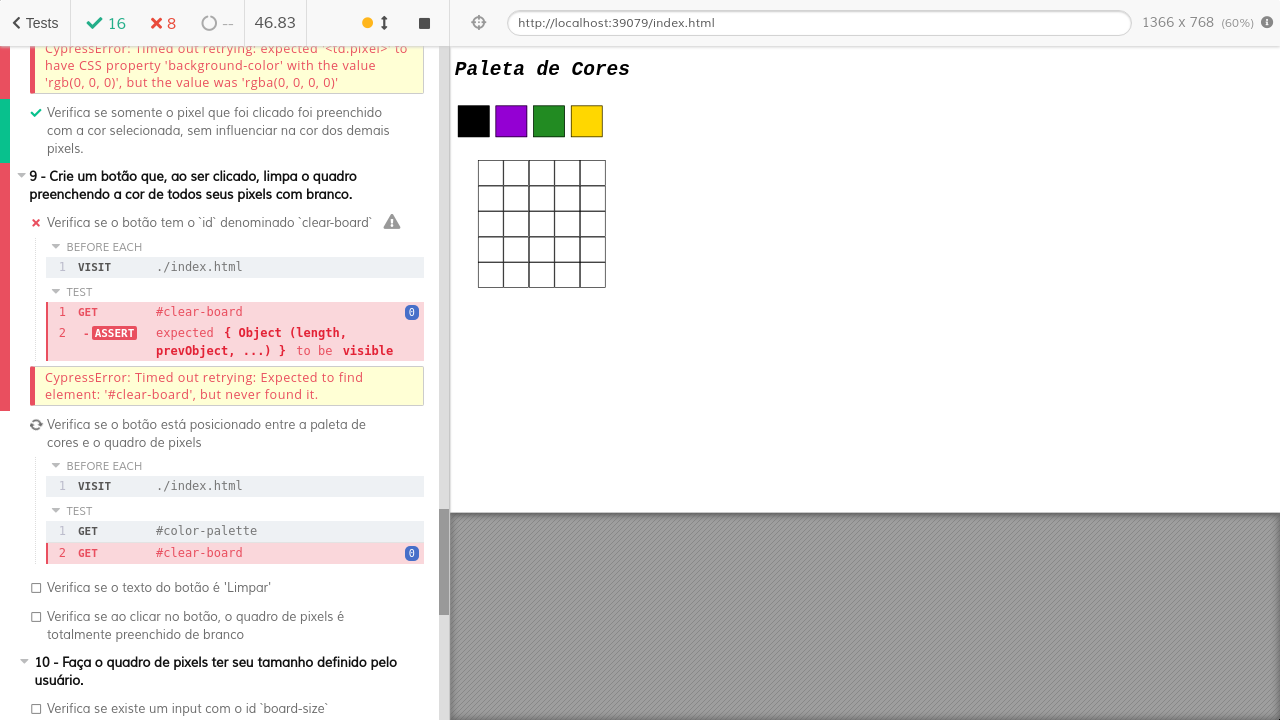 Tests
16
8
--
46.83
http://localhost:39079/index.html
1366 x 768 (60%)
CypressError: Timed out retrying: expected '<td.pixel>' to
have CSS property 'background-color' with the value
'rgb(0, 0, 0)', but the value was 'rgba(0, 0, 0, 0)'
Verifica se somente o pixel que foi clicado foi preenchido
com a cor selecionada, sem influenciar na cor dos demais
pixels.
9 - Crie um botão que, ao ser clicado, limpa o quadro
preenchendo a cor de todos seus pixels com branco.
Verifica se o botão tem o `id` denominado `clear-board`
BEFORE EACH
1 VISIT ./index.html
TEST
1 GET #clear-board 0
2 -ASSERT expected { Object (length,
prevObject, ...) } to be visible
CypressError: Timed out retrying: Expected to find
element: '#clear-board', but never found it.
Verifica se o botão está posicionado entre a paleta de
cores e o quadro de pixels
BEFORE EACH
1 VISIT ./index.html
TEST
1 GET #color-palette
2 GET #clear-board 0
Verifica se o texto do botão é 'Limpar'
Verifica se ao clicar no botão, o quadro de pixels é
totalmente preenchido de branco
10 - Faça o quadro de pixels ter seu tamanho definido pelo
usuário.
Verifica se existe um input com o id `board-size`
Paleta de Cores